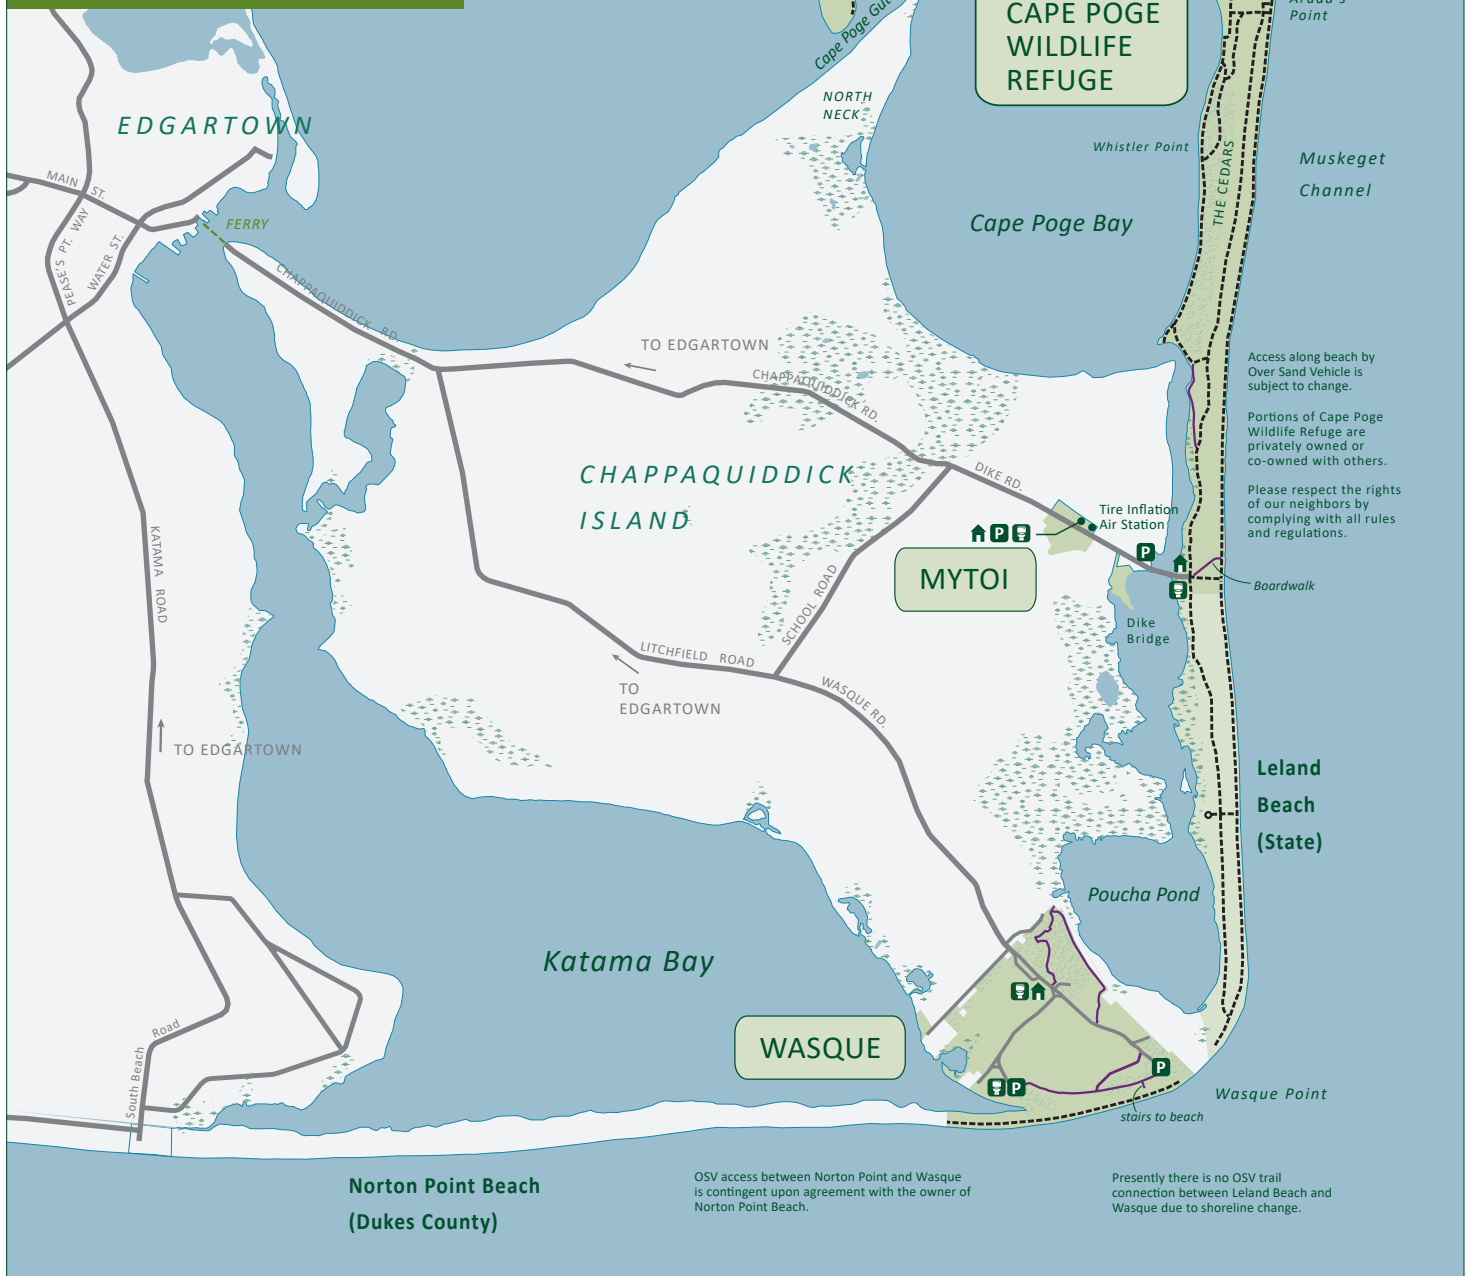 Point
CAPE POGE
WILDLIFE
REFUGE
Cape Poge Gut
NORTH
NECK
EDGARTOWN
Whistler Point
THE CEDARS
Muskeget
Channel
MAIN ST.
PEASE'S PT. WAY
WATER ST.
FERRY
Cape Poge Bay
CHAPPAQUIDDICK RD.
TO EDGARTOWN
CHAPPAQUIDDICK RD.
Access along beach by
Over Sand Vehicle is
subject to change.
Portions of Cape Poge
Wildlife Refuge are
privately owned or
co-owned with others.
Please respect the rights
of our neighbors by
complying with all rules
and regulations.
CHAPPAQUIDDICK
ISLAND
DIKE RD.
Tire Inflation
Air Station
P
P
MYTOI
Boardwalk
KATAMA ROAD
SCHOOL ROAD
Dike
Bridge
LITCHFIELD ROAD
TO
EDGARTOWN
WASQUE RD.
TO EDGARTOWN
Leland
Beach
(State)
Poucha Pond
Katama Bay
South Beach Road
WASQUE
P
P
Wasque Point
stairs to beach
Norton Point Beach
(Dukes County)
OSV access between Norton Point and Wasque
is contingent upon agreement with the owner of
Norton Point Beach.
Presently there is no OSV trail
connection between Leland Beach and
Wasque due to shoreline change.